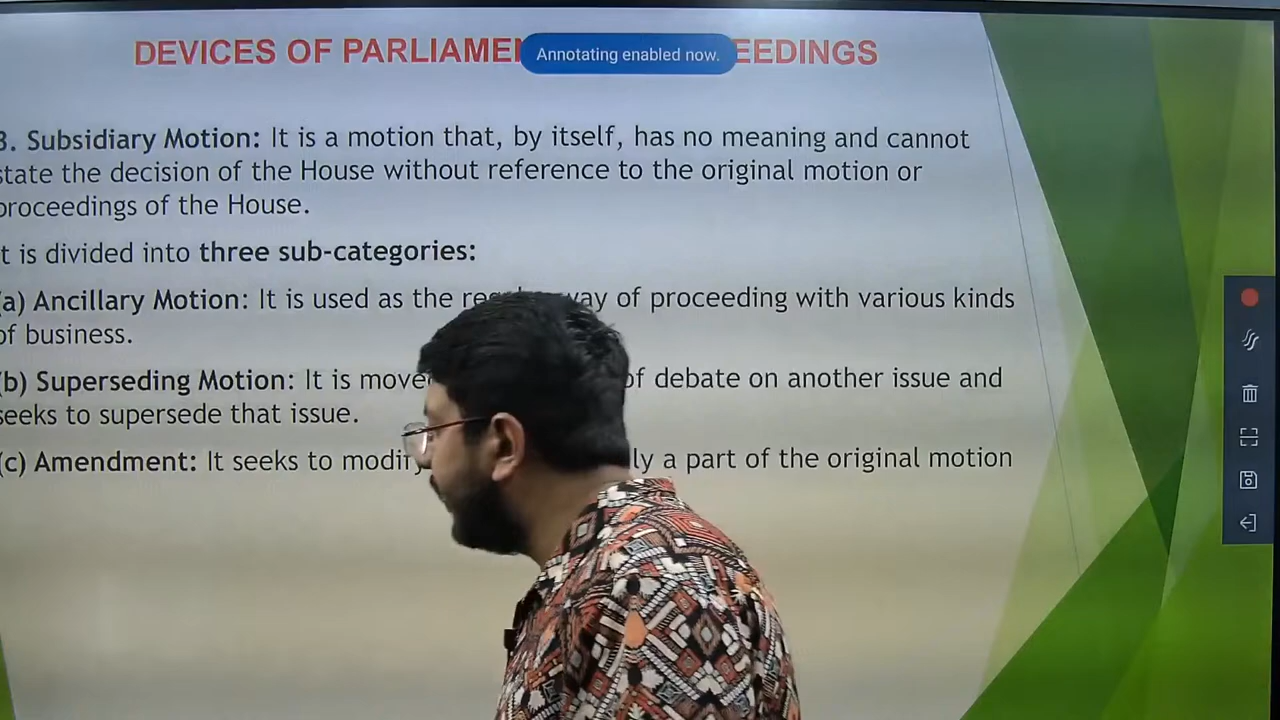 DEVICES OF PARLIAMEN EEDINGS
Annotating enabled now.
3. Subsidiary Motion: It is a motion that, by itself, has no meaning and cannot
state the decision of the House without reference to the original motion or
proceedings of the House.
It is divided into three sub-categories:
(a) Ancillary Motion: It is used as the way of proceeding with various kinds
of business.
(b) Superseding Motion: It is move of debate on another issue and
seeks to supersede that issue.
(c) Amendment: It seeks to modify ly a part of the original motion